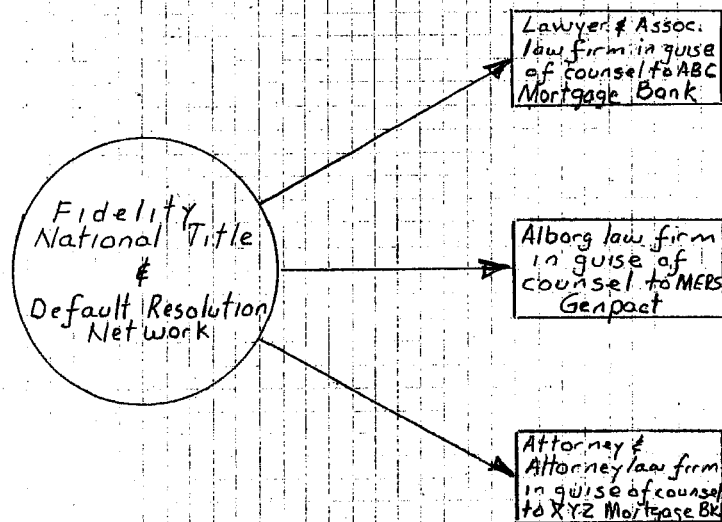 Lawyer & Assoc.
law firm in guise
of counsel to ABC
Mortgage Bank
Fidelity
National Title
&
Default Resolution
Network
Alborg law firm
in guise of
counsel to MERS
Genpact
Attorney &
Attorney law firm
in guise of counsel
to XYZ Mortgage Bk